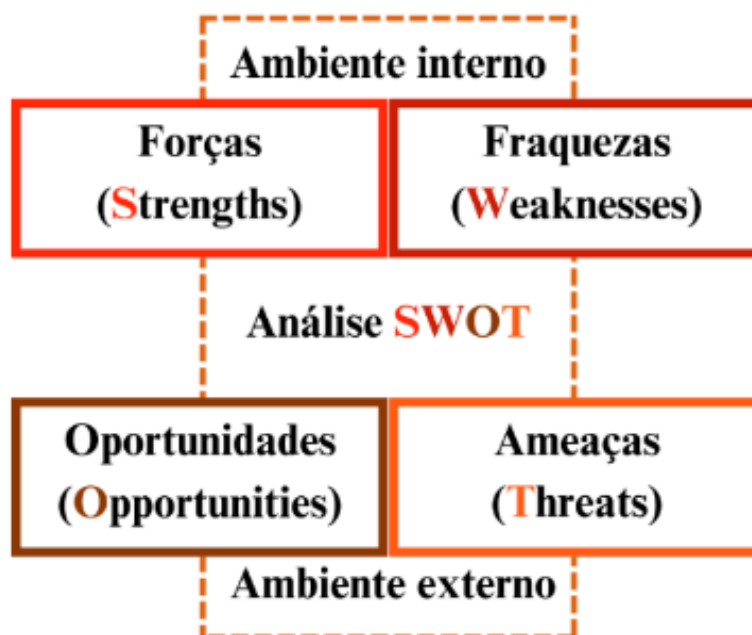 Ambiente interno
Forças
(Strengths)
Fraquezas
(Weaknesses)
Análise SWOT
Oportunidades
(Opportunities)
Ameaças
(Threats)
Ambiente externo